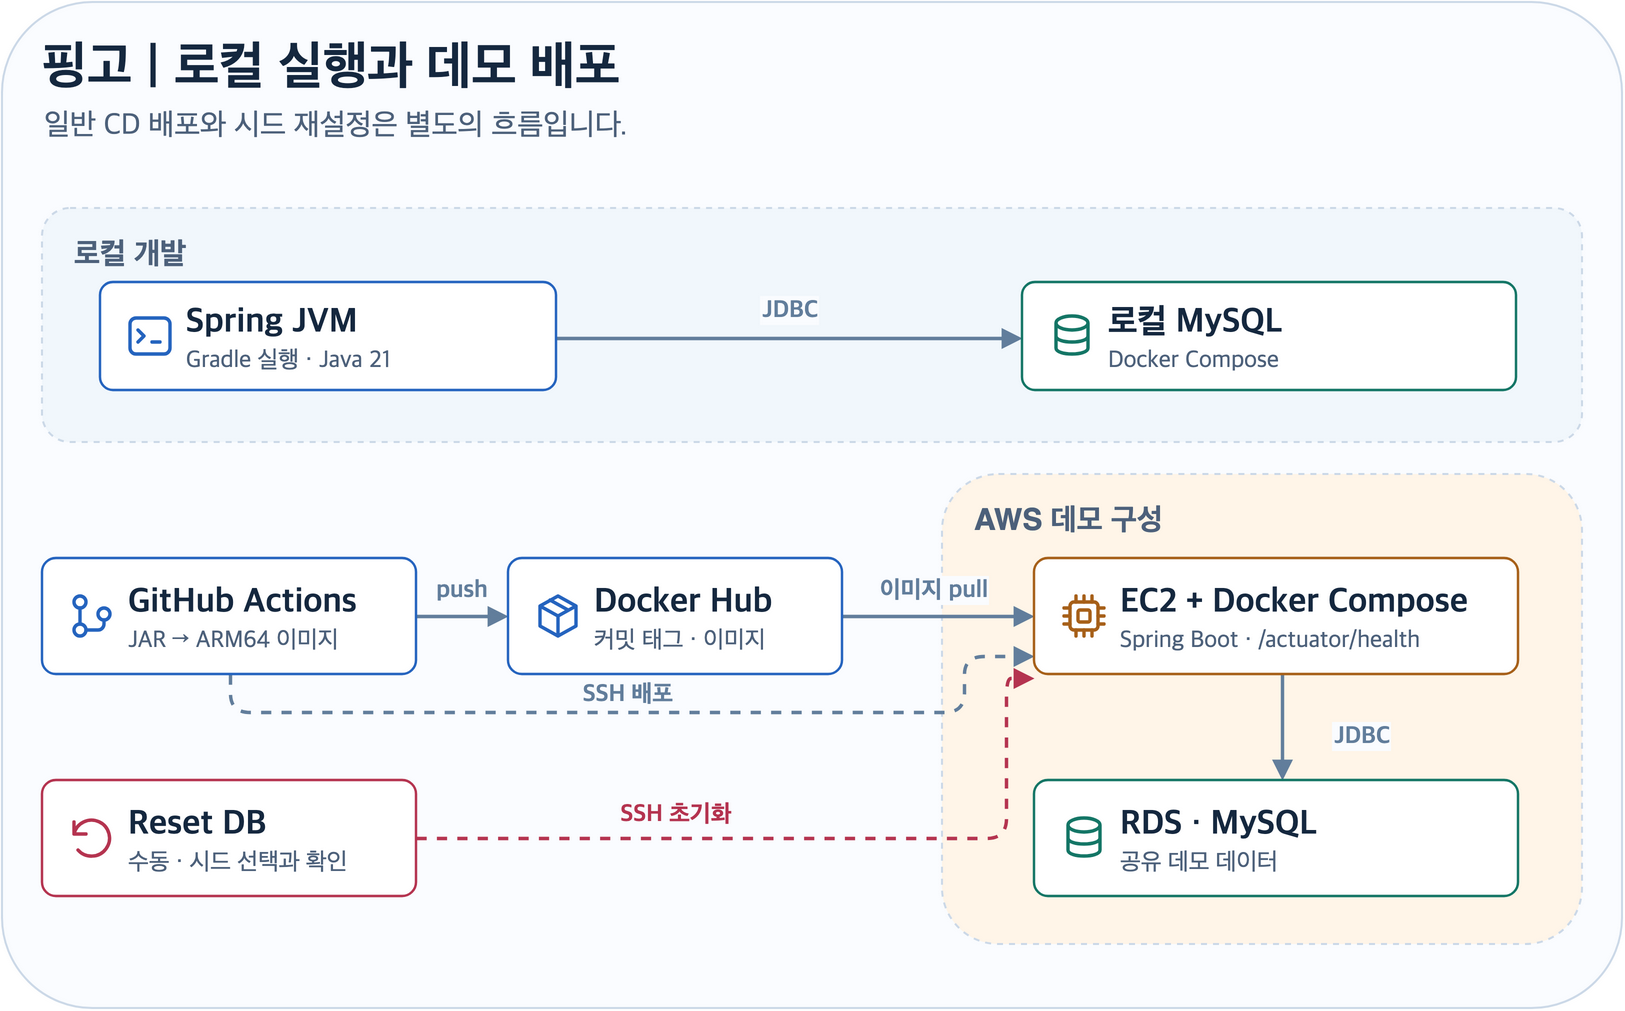 핑고 | 로컬 실행과 데모 배포
일반 CD 배포와 시드 재설정은 별도의 흐름입니다.
로컬 개발
Spring JVM
Gradle 실행 · Java 21
JDBC
로컬 MySQL
Docker Compose
AWS 데모 구성
GitHub Actions
JAR → ARM64 이미지
push
Docker Hub
커밋 태그 · 이미지
이미지 pull
EC2 + Docker Compose
Spring Boot · /actuator/health
SSH 배포
JDBC
Reset DB
수동 · 시드 선택과 확인
SSH 초기화
RDS · MySQL
공유 데모 데이터